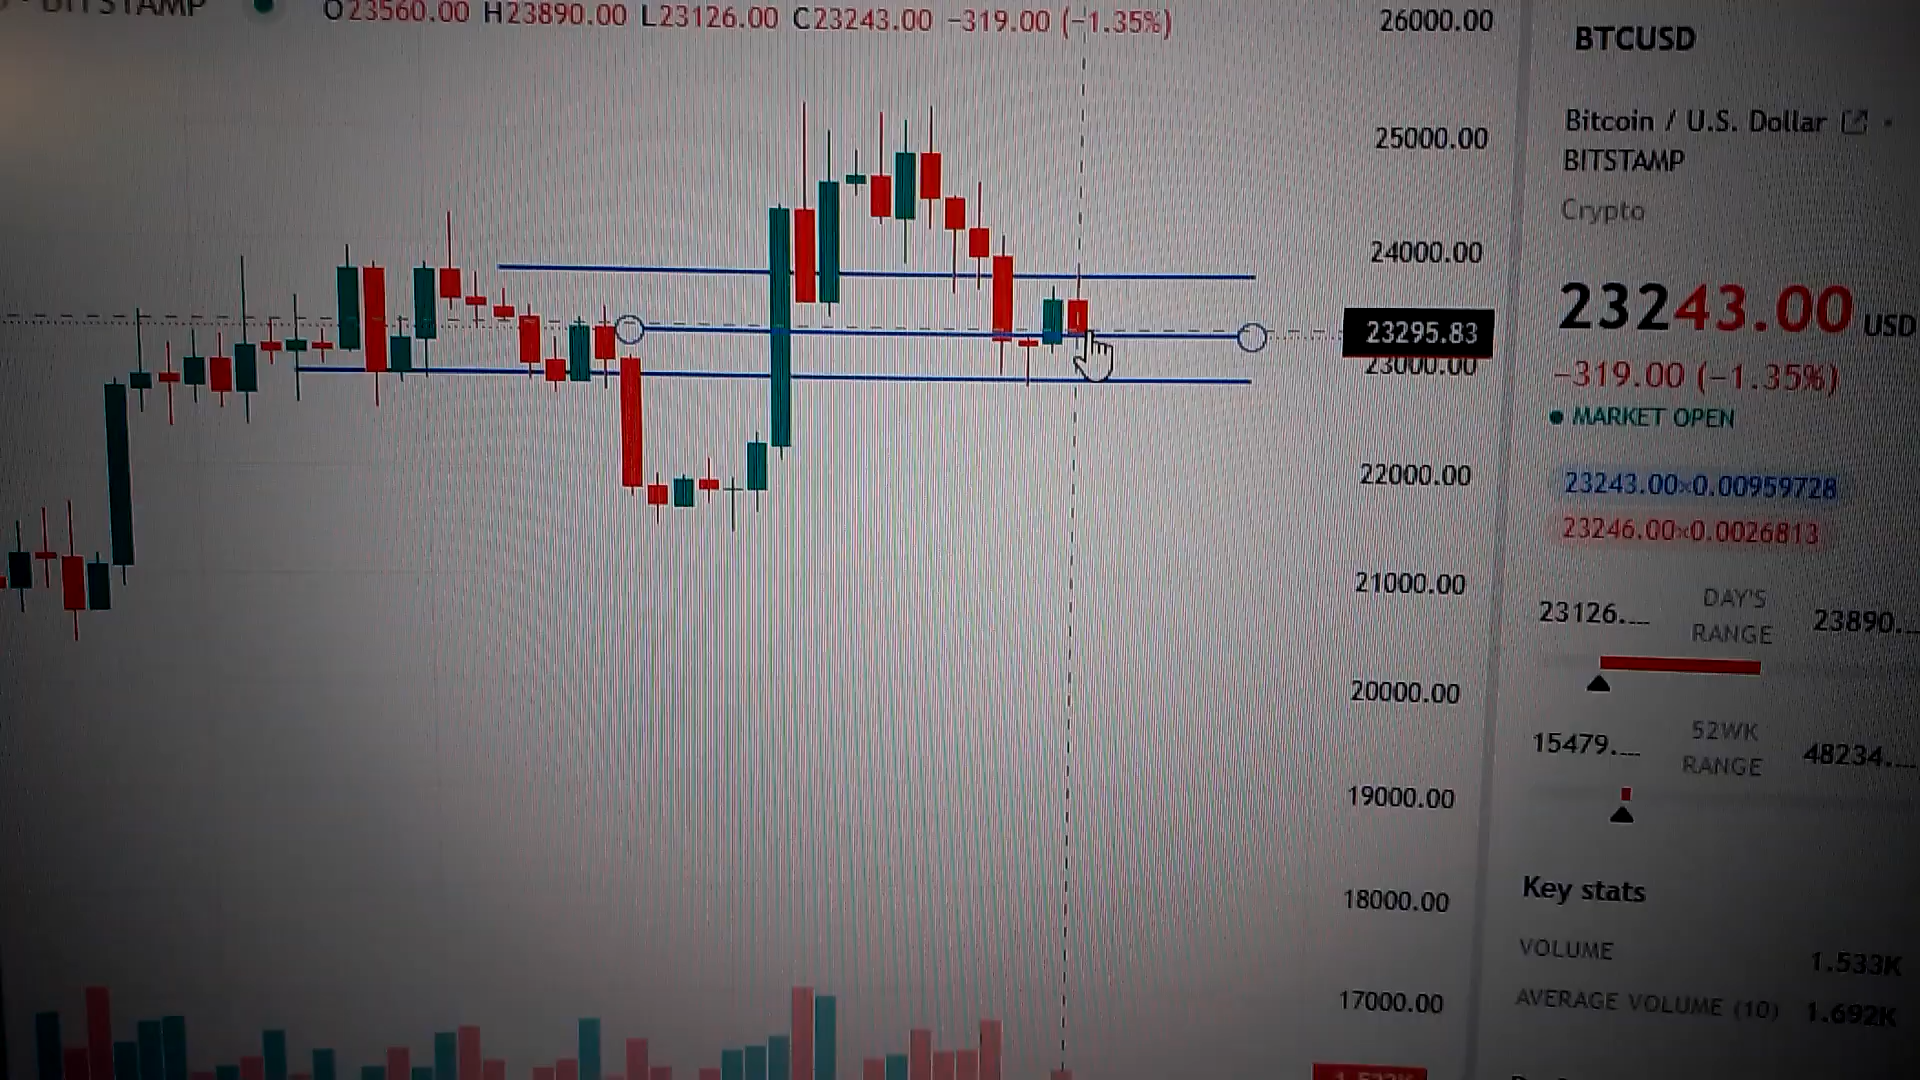 BITSTAMP O23560.00 H23890.00 L23126.00 C23243.00 −319.00 (−1.35%)
26000.00
25000.00
24000.00
23295.83
23000.00
22000.00
21000.00
20000.00
19000.00
18000.00
17000.00
BTCUSD
Bitcoin / U.S. Dollar
BITSTAMP
Crypto
23243.00 USD
−319.00 (−1.35%)
MARKET OPEN
23243.00×0.00959728
23246.00×0.0026813
23126.... DAY'S RANGE 23890....
15479.... 52WK RANGE 48234....
Key stats
VOLUME 1.533K
AVERAGE VOLUME (10) 1.692K